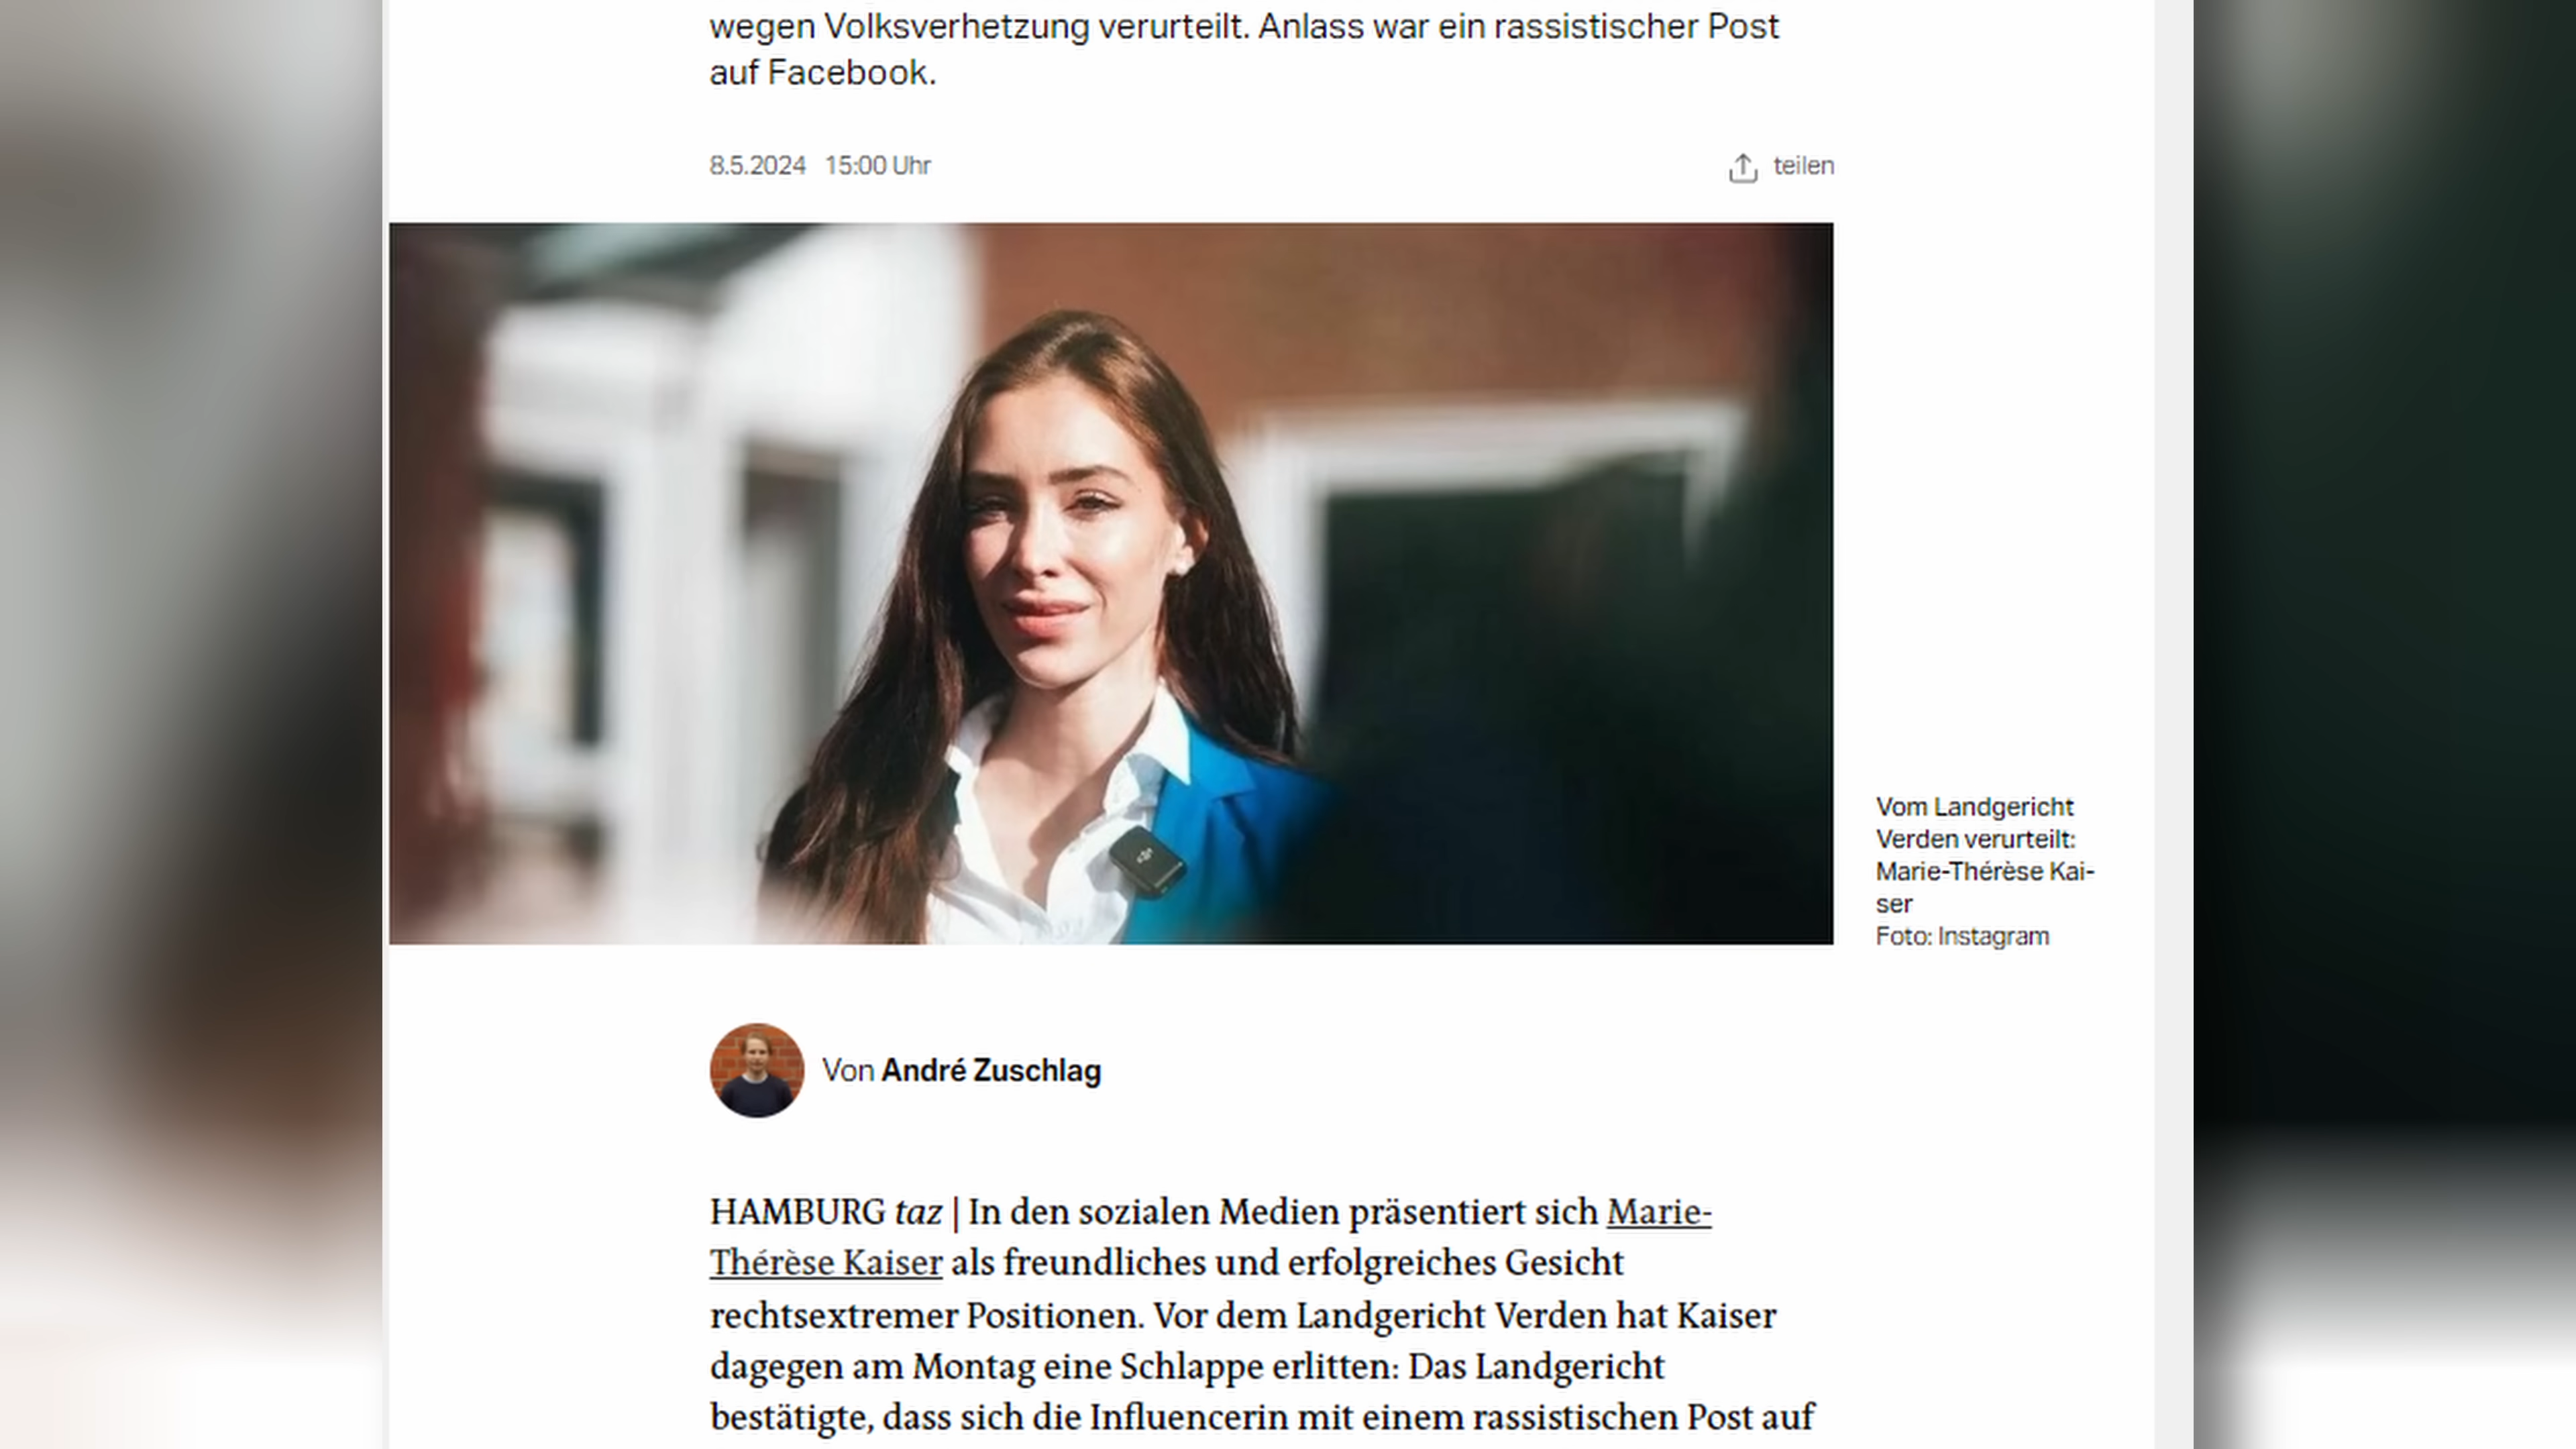 wegen Volksverhetzung verurteilt. Anlass war ein rassistischer Post
auf Facebook.
8.5.2024 15:00 Uhr
teilen
Vom Landgericht
Verden verurteilt:
Marie-Thérèse Kai-
ser
Foto: Instagram
Von André Zuschlag
HAMBURG taz | In den sozialen Medien präsentiert sich Marie-
Thérèse Kaiser als freundliches und erfolgreiches Gesicht
rechtsextremer Positionen. Vor dem Landgericht Verden hat Kaiser
dagegen am Montag eine Schlappe erlitten: Das Landgericht
bestätigte, dass sich die Influencerin mit einem rassistischen Post auf